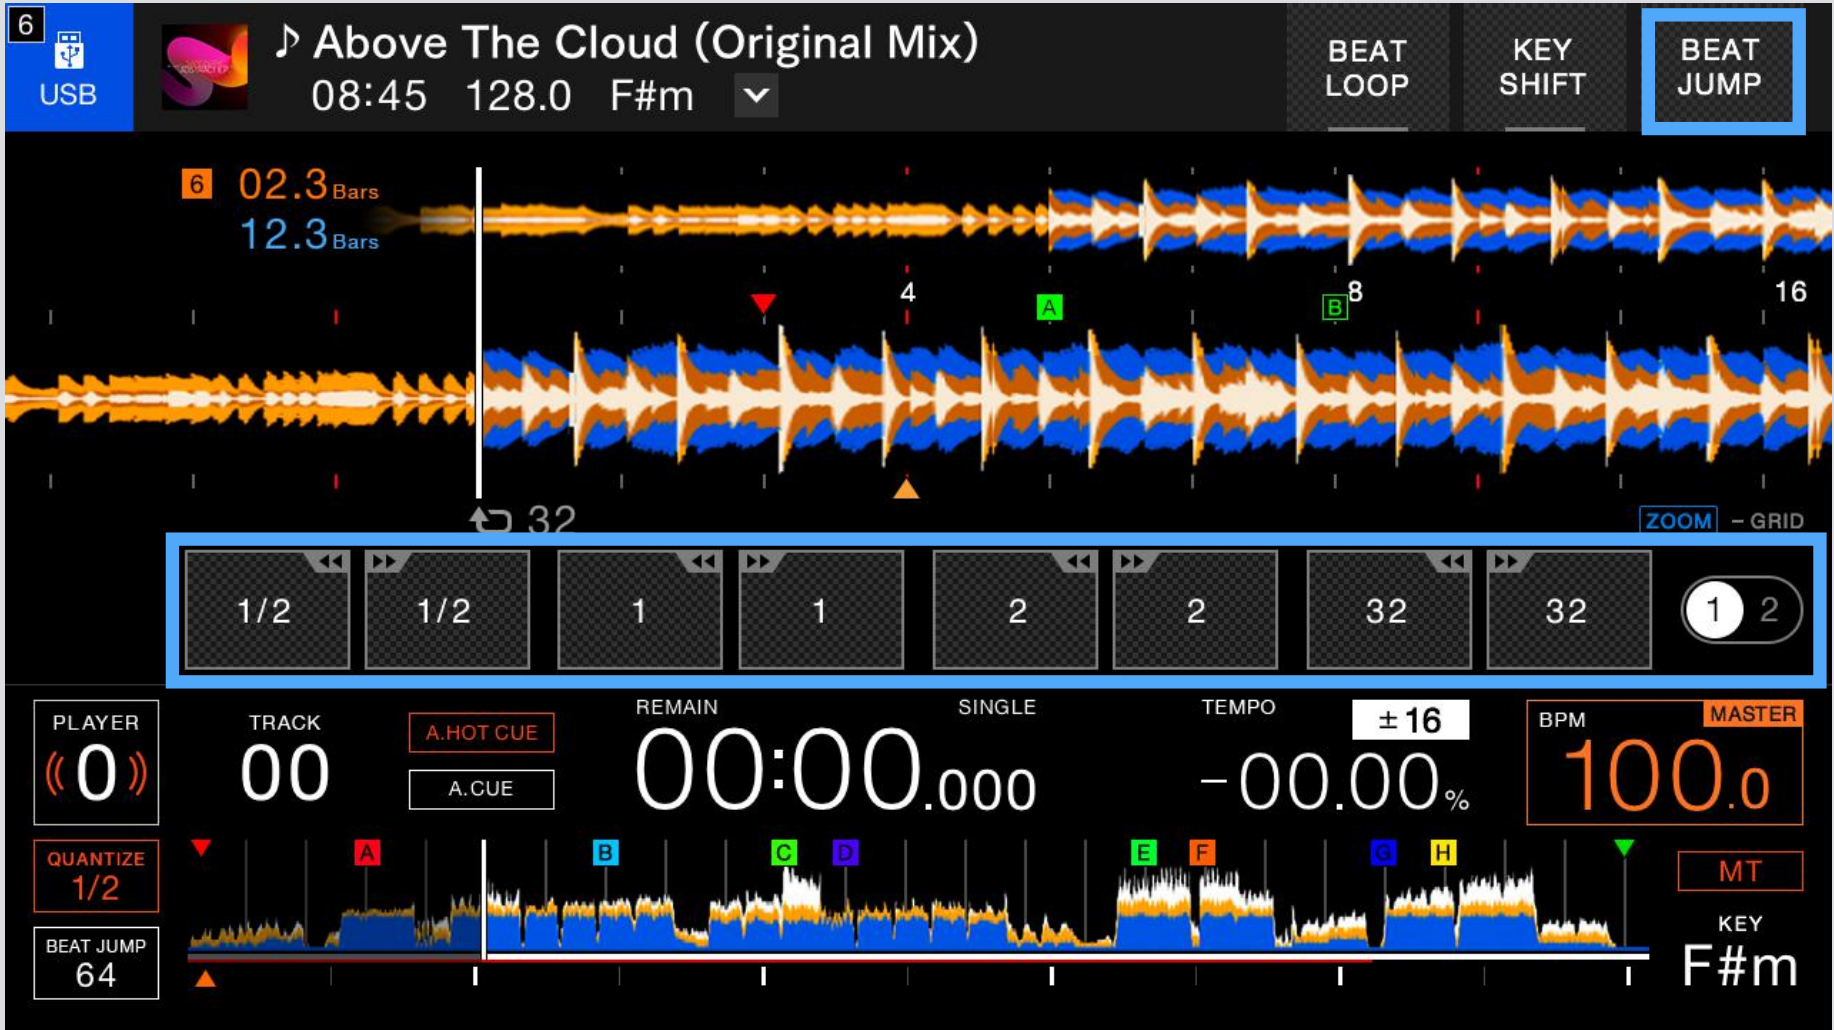 6
USB
♪ Above The Cloud (Original Mix)
08:45 128.0 F#m
BEAT LOOP
KEY SHIFT
BEAT JUMP
6 02.3 Bars
12.3 Bars
4 8 16
A B
32
ZOOM - GRID
1/2 1/2 1 1 2 2 32 32 1 2
PLAYER
0
TRACK
00
A.HOT CUE
A.CUE
REMAIN SINGLE
00:00.000
TEMPO ±16
-00.00%
BPM MASTER
100.0
QUANTIZE
1/2
BEAT JUMP
64
A B C D E F G H
MT
KEY
F#m